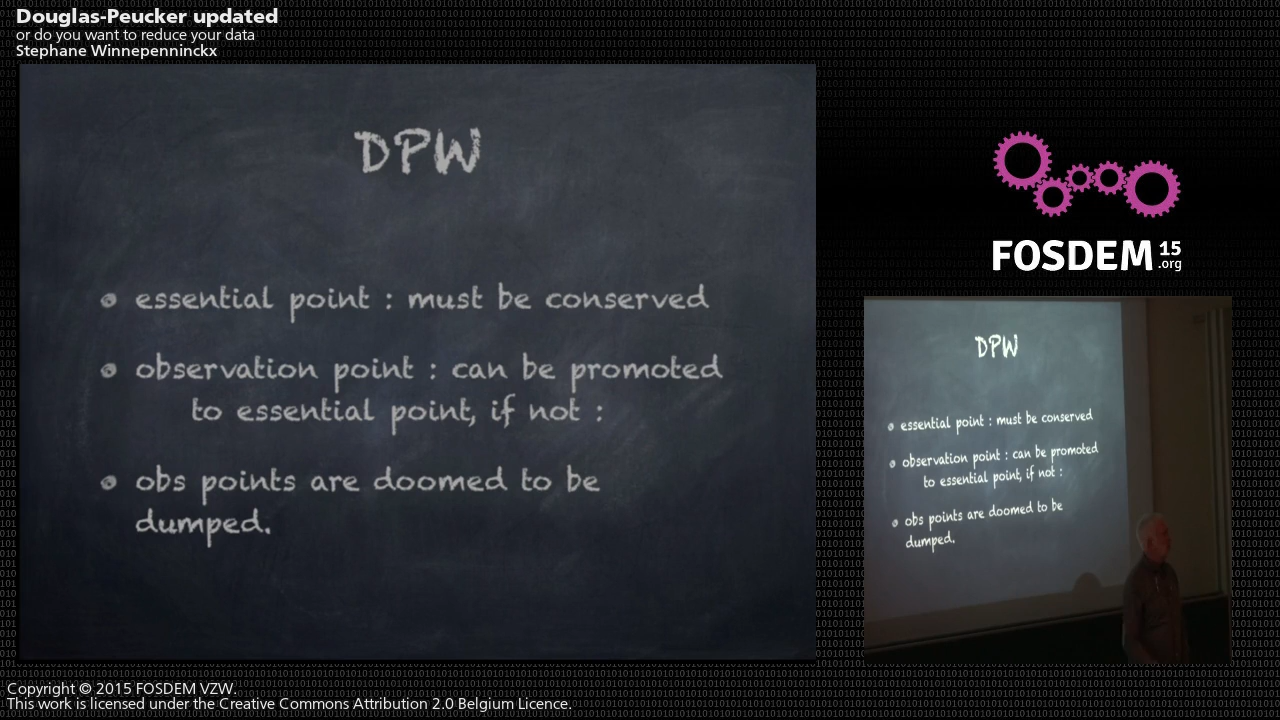 Douglas-Peucker updated
or do you want to reduce your data
Stephane Winnepenninckx
DPW
essential point : must be conserved
observation point : can be promoted
to essential point, if not :
obs points are doomed to be
dumped.
FOSDEM 15
.org
DPW
essential point : must be conserved
observation point : can be promoted
to essential point, if not :
obs points are doomed to be
dumped.
Copyright © 2015 FOSDEM VZW.
This work is licensed under the Creative Commons Attribution 2.0 Belgium Licence.